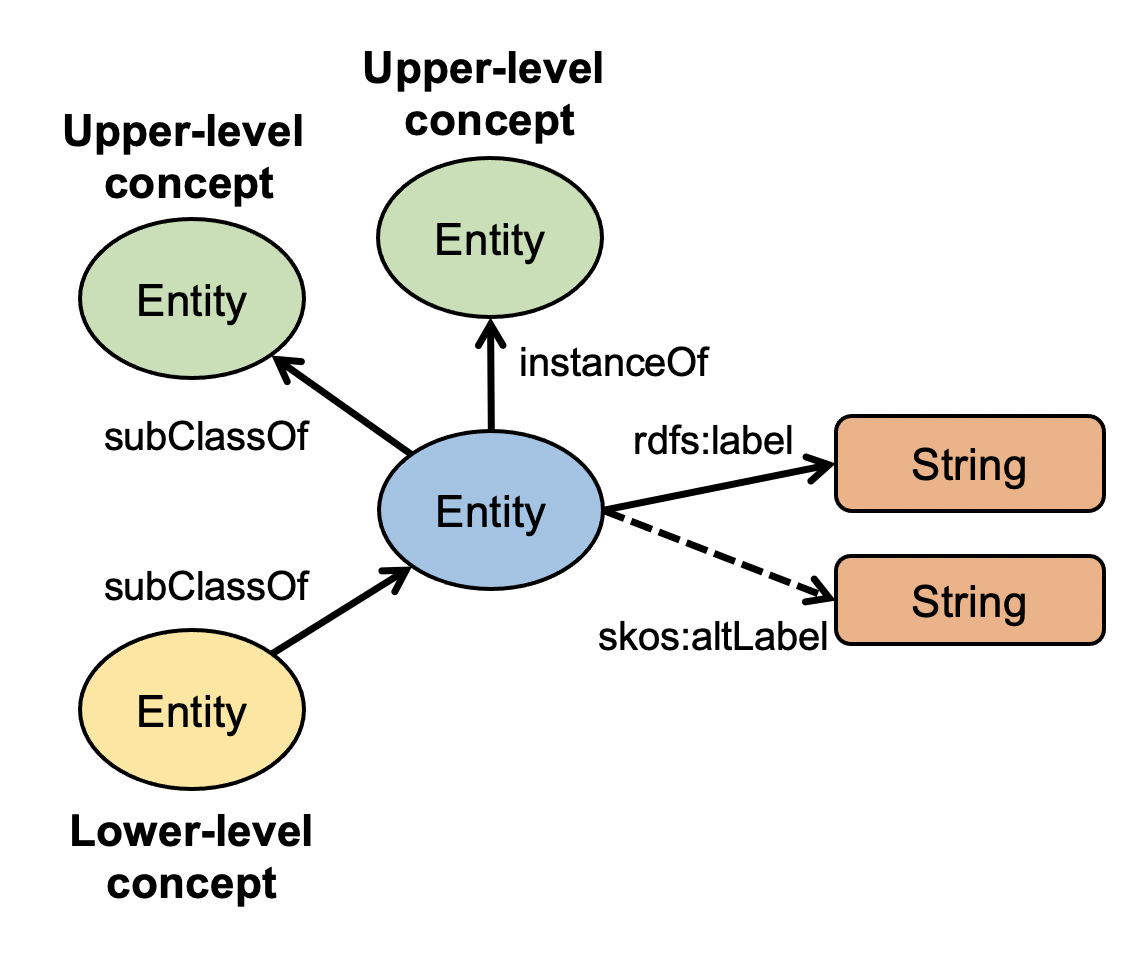 Upper-level
concept
Upper-level
concept
Entity
Entity
instanceOf
subClassOf
rdfs:label
String
Entity
subClassOf
String
skos:altLabel
Entity
Lower-level
concept